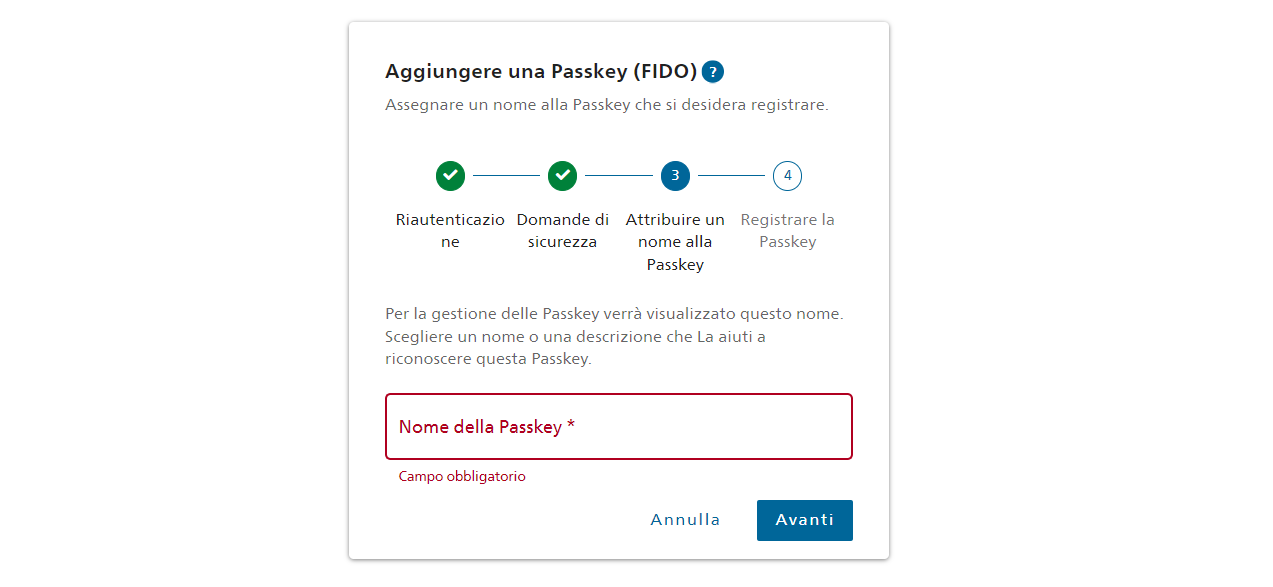 Aggiungere una Passkey (FIDO) ?
Assegnare un nome alla Passkey che si desidera registrare.
3
4
Riautenticazio
ne
Domande di
sicurezza
Attribuire un
nome alla
Passkey
Registrare la
Passkey
Per la gestione delle Passkey verrà visualizzato questo nome.
Scegliere un nome o una descrizione che La aiuti a
riconoscere questa Passkey.
Nome della Passkey *
Campo obbligatorio
Annulla
Avanti